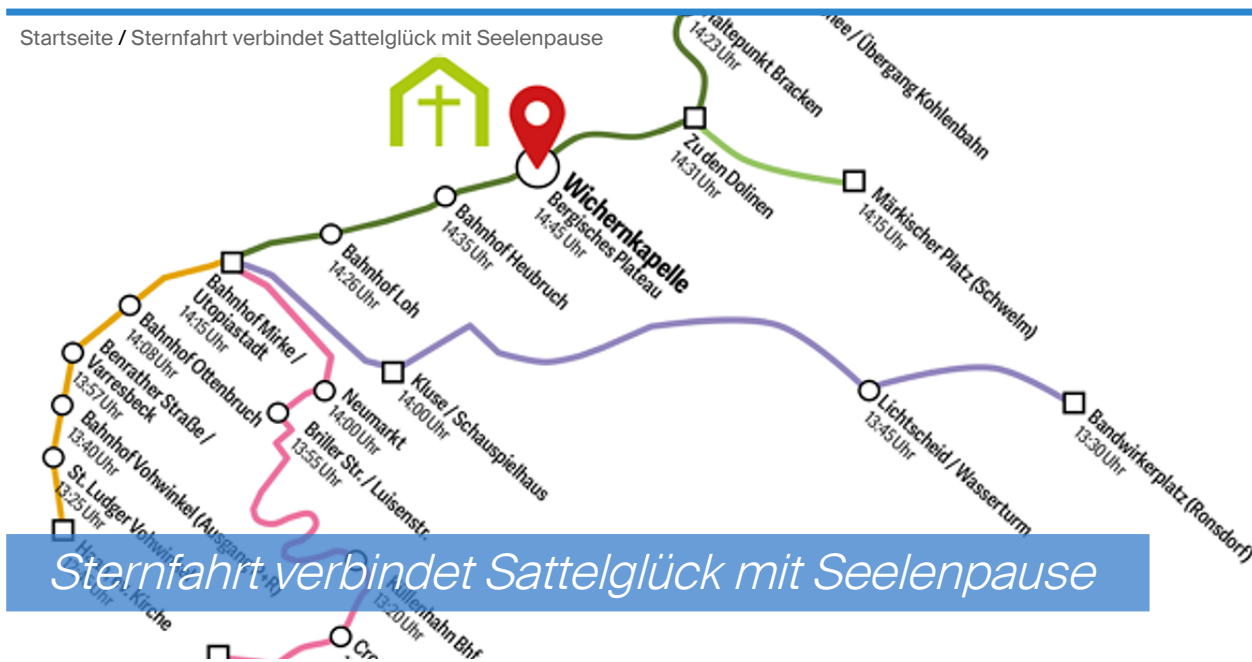 Startseite / Sternfahrt verbindet Sattelglück mit Seelenpause
14:23 Uhr
Bracken
Übergang Kohlenbahn
Zu den Dolinen
14:31 Uhr
Märkischer Platz (Schwelm)
14:15 Uhr
Wichernkapelle
Bergisches Plateau
14:45 Uhr
Bahnhof Heubruch
14:35 Uhr
Bahnhof Loh
14:26 Uhr
Bahnhof Mirke /
Utopiastadt
14:15 Uhr
Bahnhof Ottenbruch
14:08 Uhr
Benrather Straße /
Varresbeck
13:57 Uhr
Bahnhof Vohwinkel
13:40 Uhr
St. Ludger
13:25 Uhr
Neumarkt
14:00 Uhr
Briller Str. / Luisenstr.
13:55 Uhr
Kluse / Schauspielhaus
14:00 Uhr
Lichtscheid / Wasserturm
13:45 Uhr
Bandwirkerplatz (Ronsdorf)
13:30 Uhr
Sternfahrt verbindet Sattelglück mit Seelenpause
Kirche
Küllenhahn Bhf.
13:20 Uhr